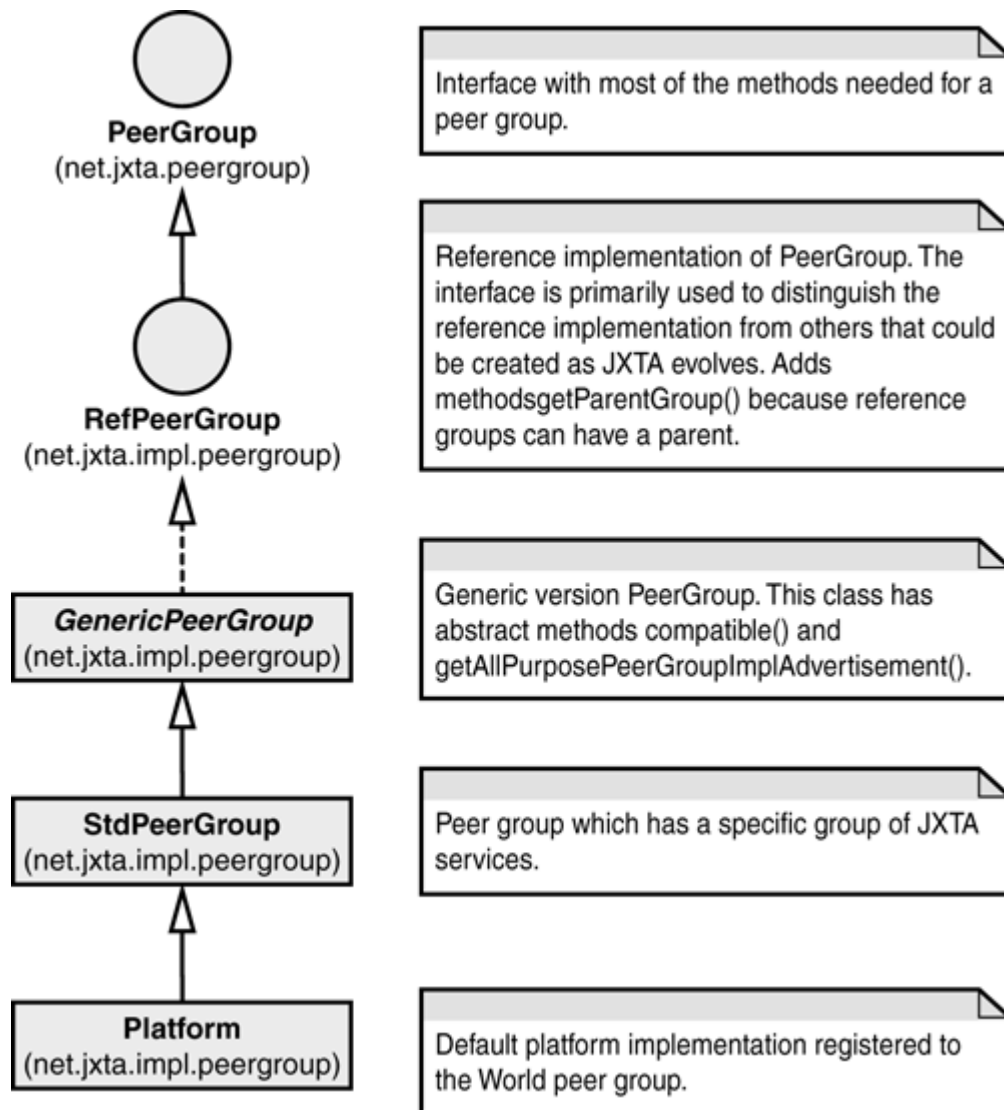 PeerGroup
(net.jxta.peergroup)
Interface with most of the methods needed for a
peer group.
RefPeerGroup
(net.jxta.impl.peergroup)
Reference implementation of PeerGroup. The
interface is primarily used to distinguish the
reference implementation from others that could
be created as JXTA evolves. Adds
methodsgetParentGroup() because reference
groups can have a parent.
GenericPeerGroup
(net.jxta.impl.peergroup)
Generic version PeerGroup. This class has
abstract methods compatible() and
getAllPurposePeerGroupImplAdvertisement().
StdPeerGroup
(net.jxta.impl.peergroup)
Peer group which has a specific group of JXTA
services.
Platform
(net.jxta.impl.peergroup)
Default platform implementation registered to
the World peer group.